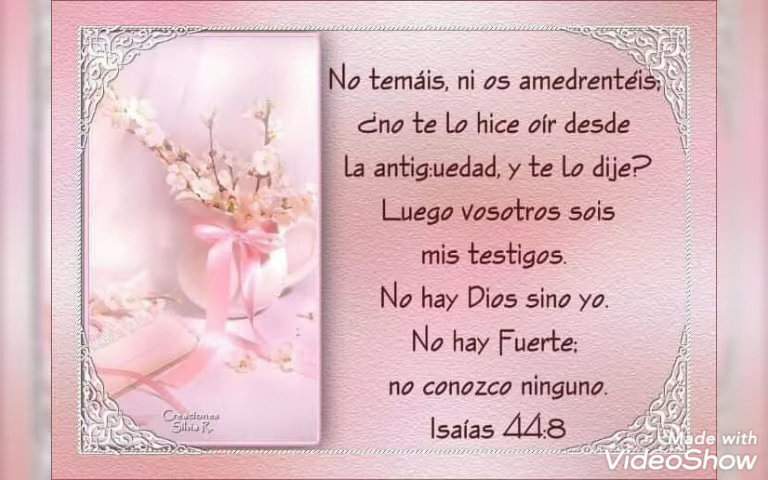 No temáis, ni os amedrentéis;
¿no te lo hice oír desde
la antig:uedad, y te lo dije?
Luego vosotros sois
mis testigos.
No hay Dios sino yo.
No hay Fuerte;
no conozco ninguno.
Isaías 44:8
Creaciones
Silvia R.
Made with
VideoShow